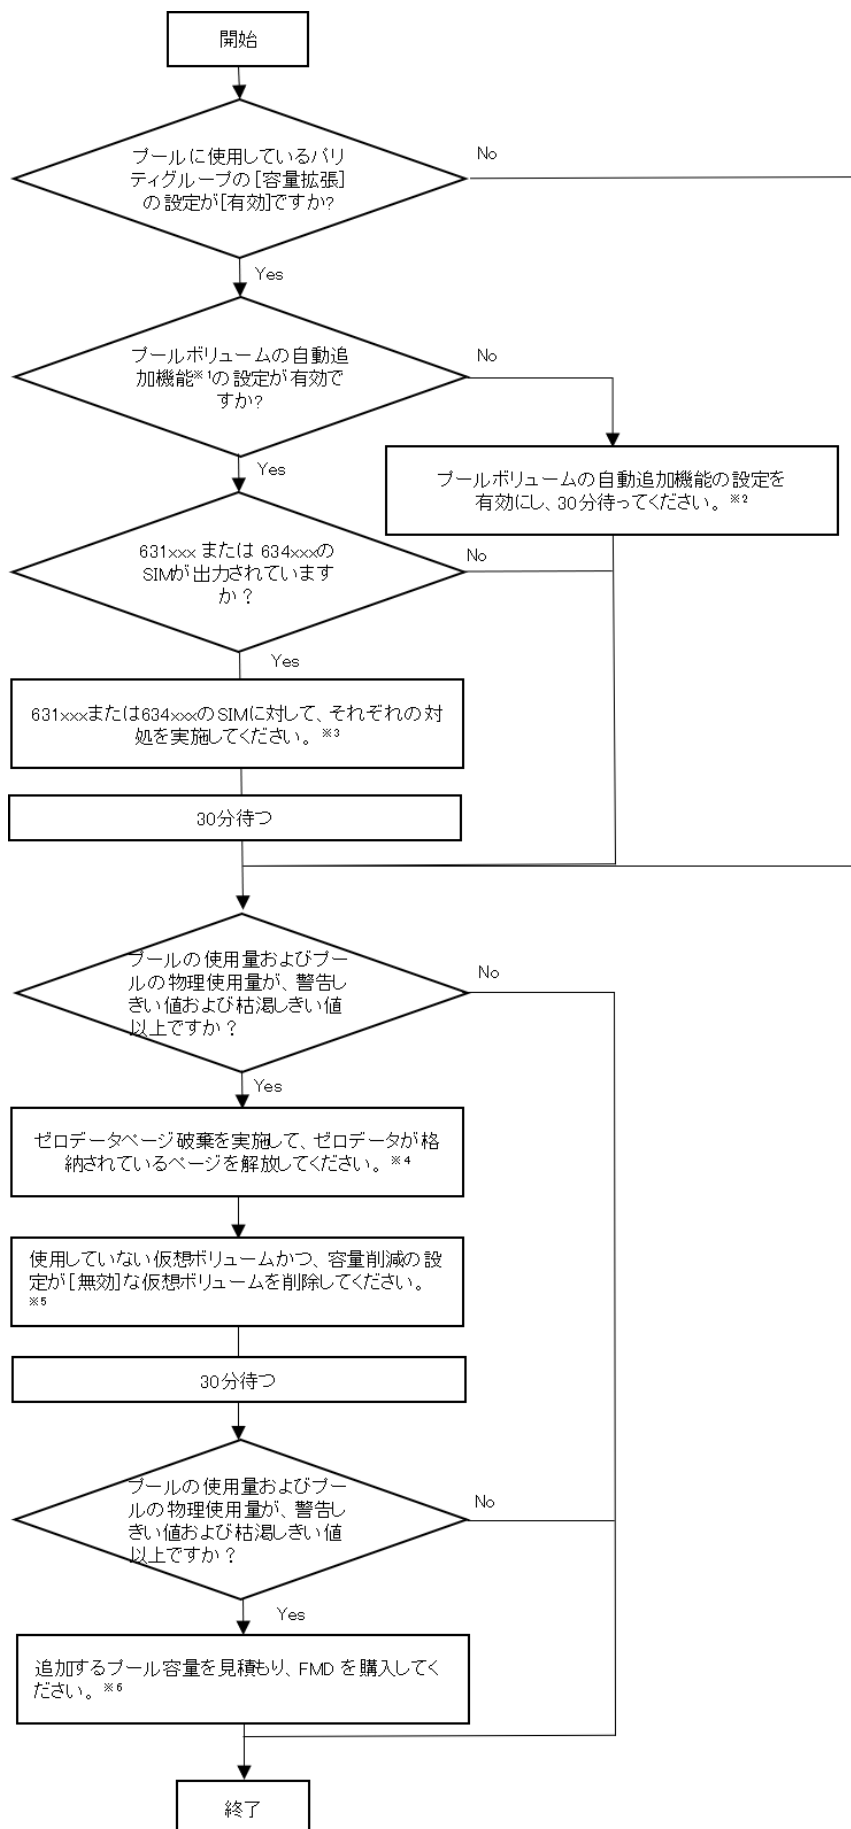 開始
プールに使用しているパリ
ティグループの[容量拡張]
の設定が[有効]ですか?
No
Yes
プールボリュームの自動追
加機能※1の設定が有効で
すか?
No
Yes
プールボリュームの自動追加機能の設定を
有効にし、30分待ってください。※2
631xxx または 634xxxの
SIMが出力されています
か？
No
Yes
631xxxまたは634xxxのSIMに対して、それぞれの対
処を実施してください。※3
30分待つ
プールの使用量およびプー
ルの物理使用量が、警告し
きい値および枯渇しきい値
以上ですか？
No
Yes
ゼロデータページ破棄を実施して、ゼロデータが格
納されているページを解放してください。※4
使用していない仮想ボリュームかつ、容量削減の設
定が[無効]な仮想ボリュームを削除してください。
※5
30分待つ
プールの使用量およびプー
ルの物理使用量が、警告し
きい値および枯渇しきい値
以上ですか？
No
Yes
追加するプール容量を見積もり、FMD を購入してく
ださい。※6
終了